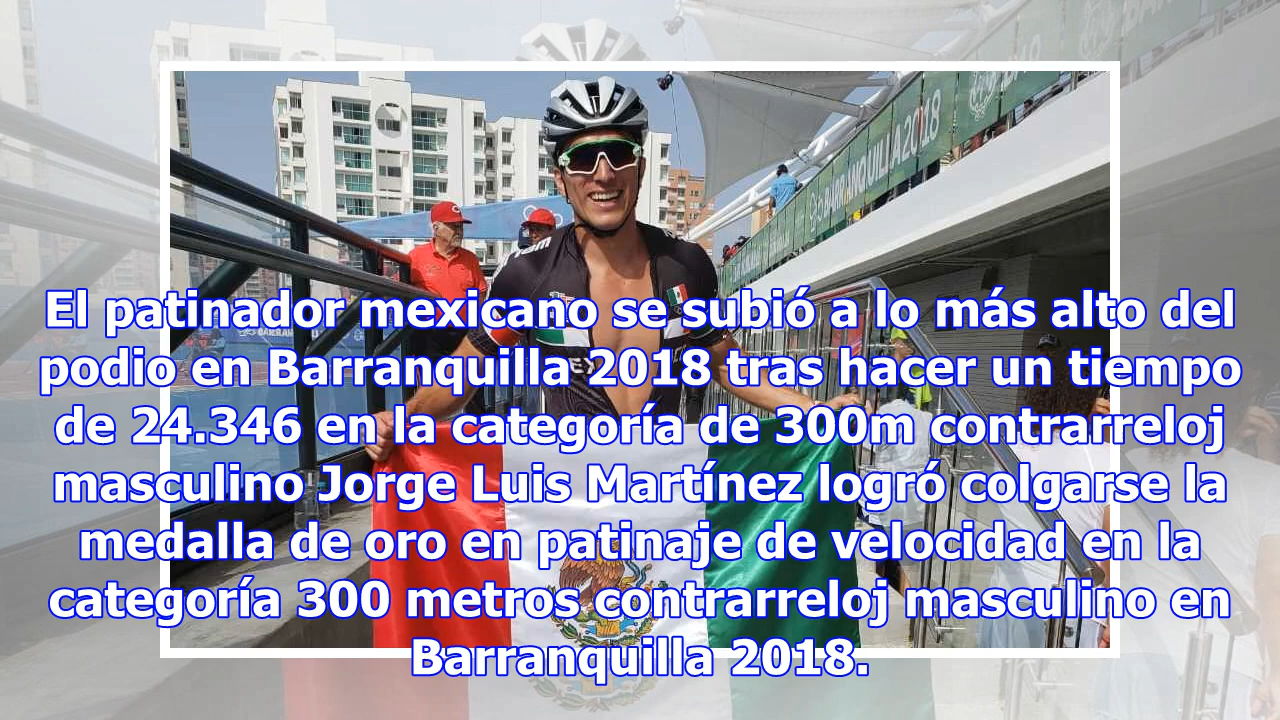 BARRANQUILLA2018
El patinador mexicano se subió a lo más alto del
podio en Barranquilla 2018 tras hacer un tiempo
de 24.346 en la categoría de 300m contrarreloj
masculino Jorge Luis Martínez logró colgarse la
medalla de oro en patinaje de velocidad en la
categoría 300 metros contrarreloj masculino en
Barranquilla 2018.